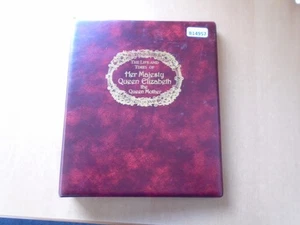 THE LIFE AND
TIMES OF
Her Majesty
Queen Elizabeth
the
Queen Mother